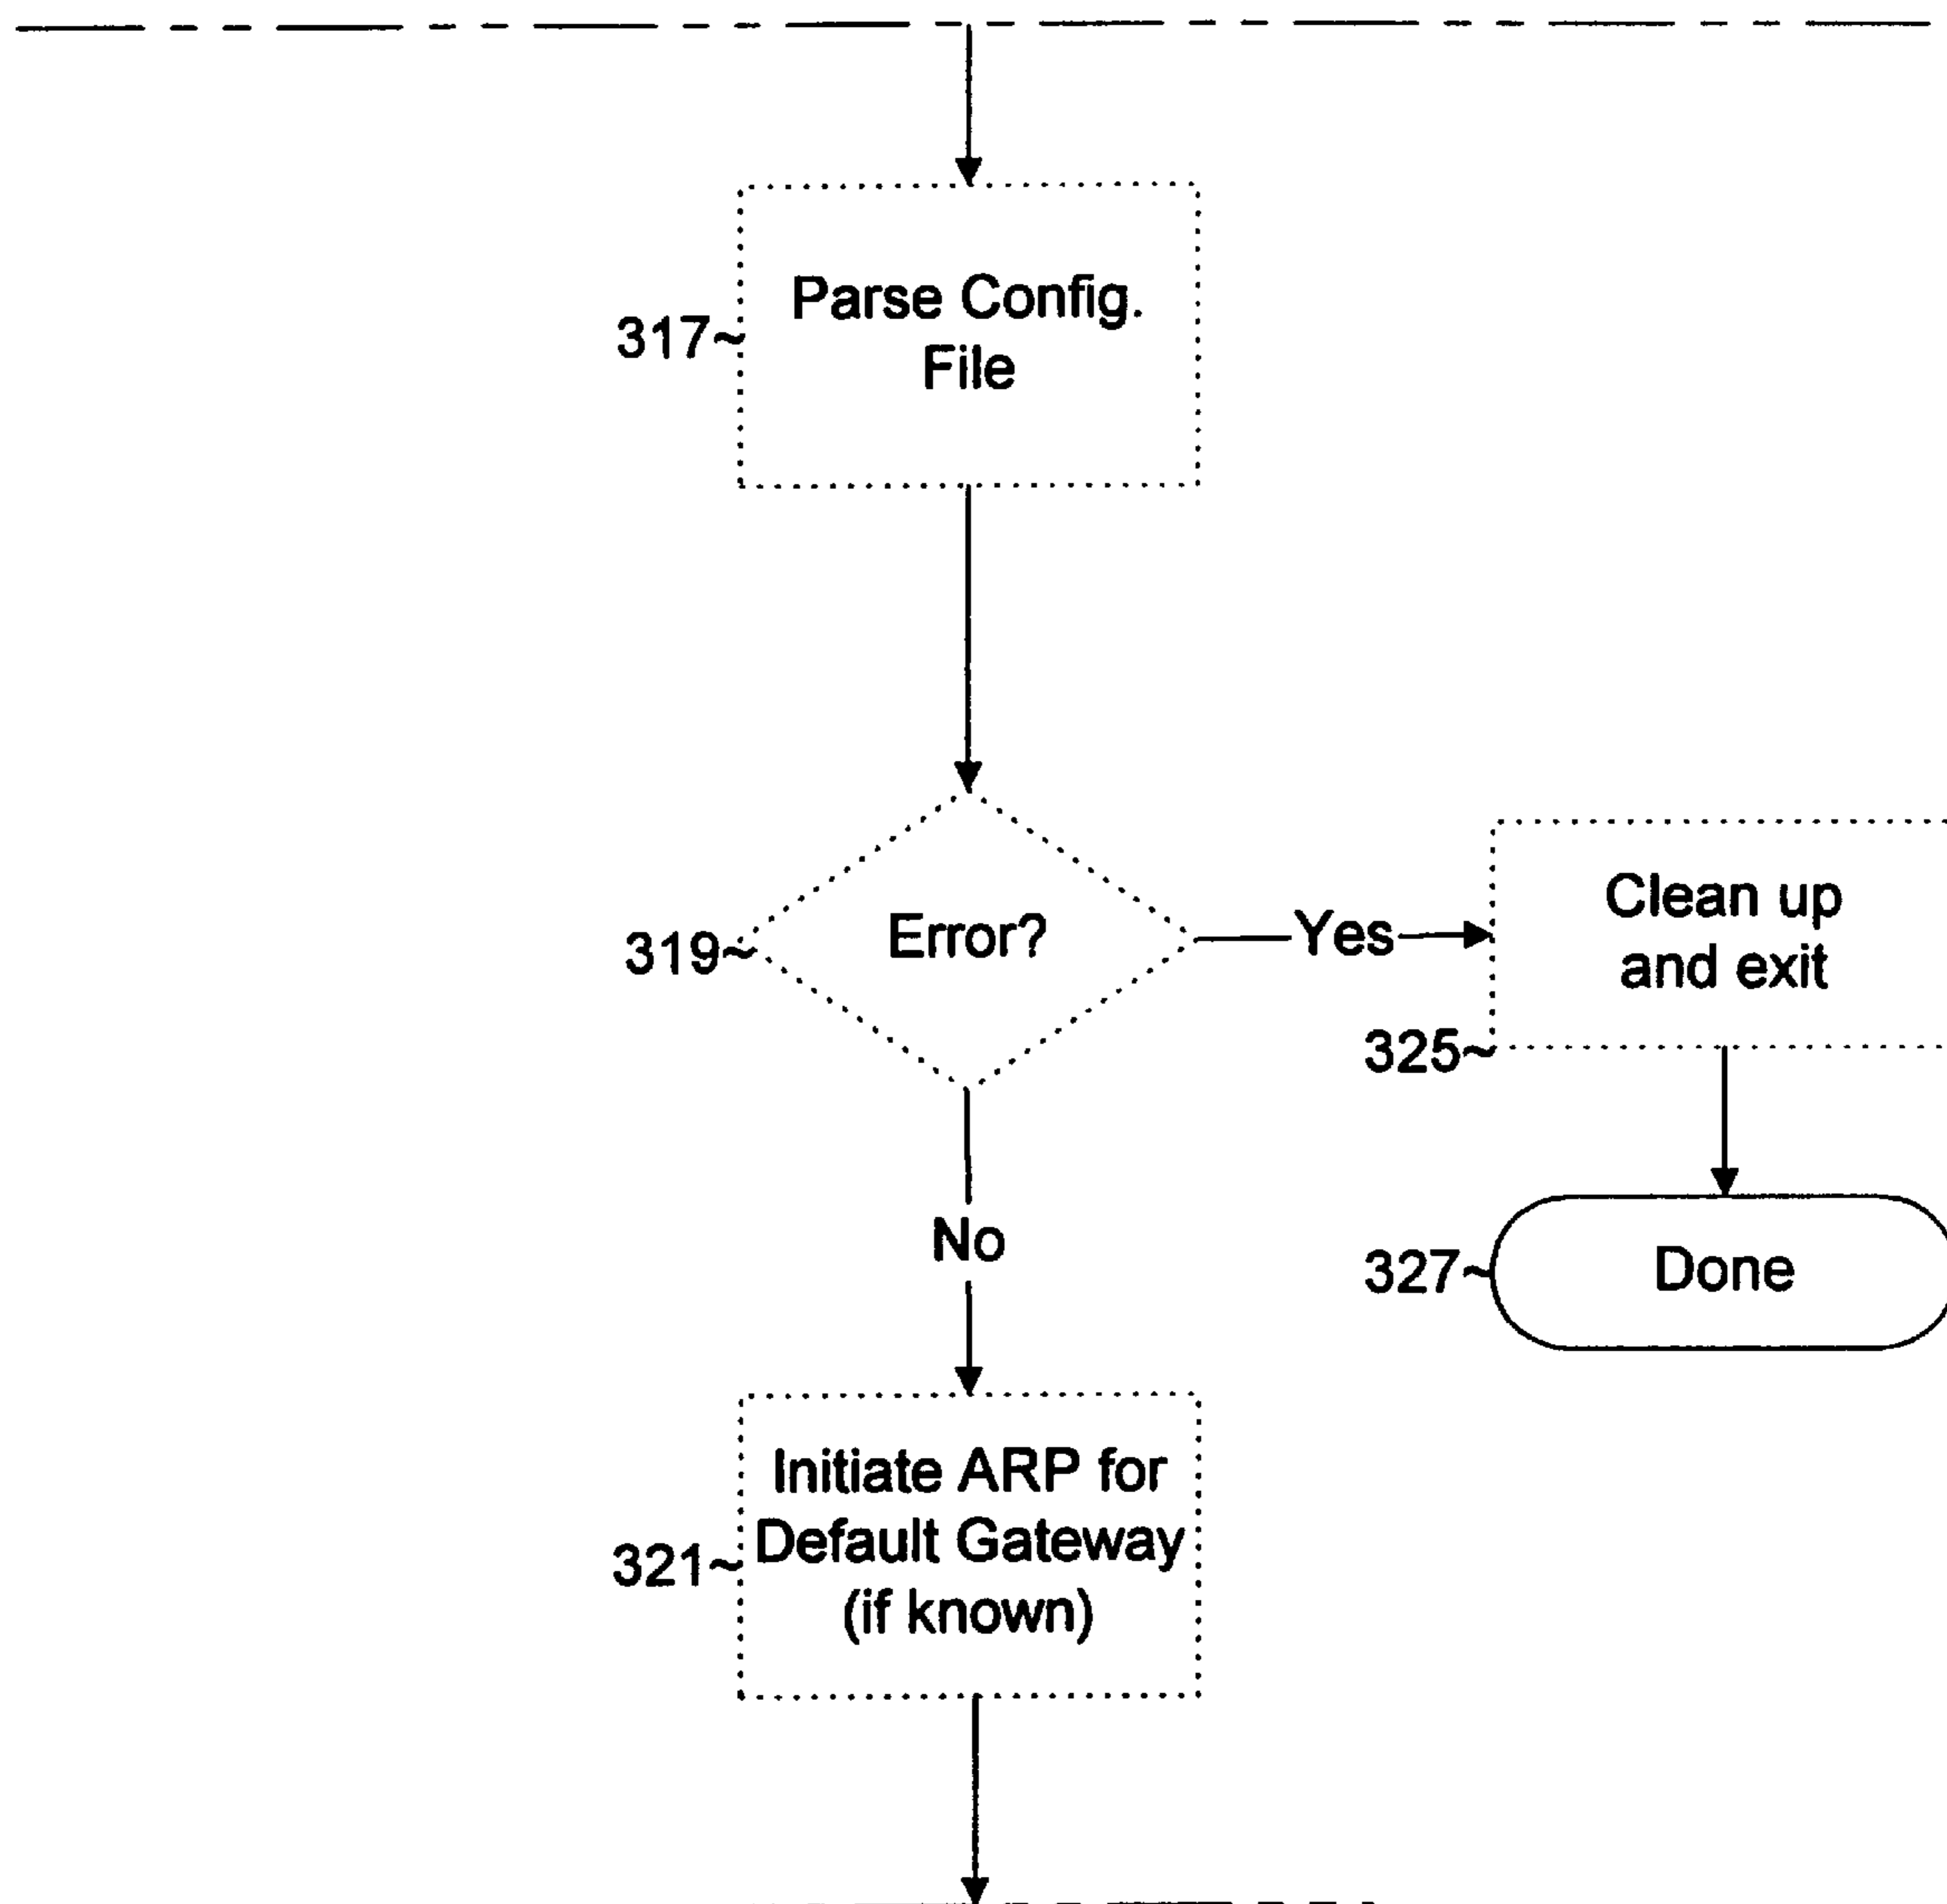 Parse Config.
File
317
Error?
319
Yes
Clean up
and exit
325
No
Done
327
Initiate ARP for
Default Gateway
(if known)
321